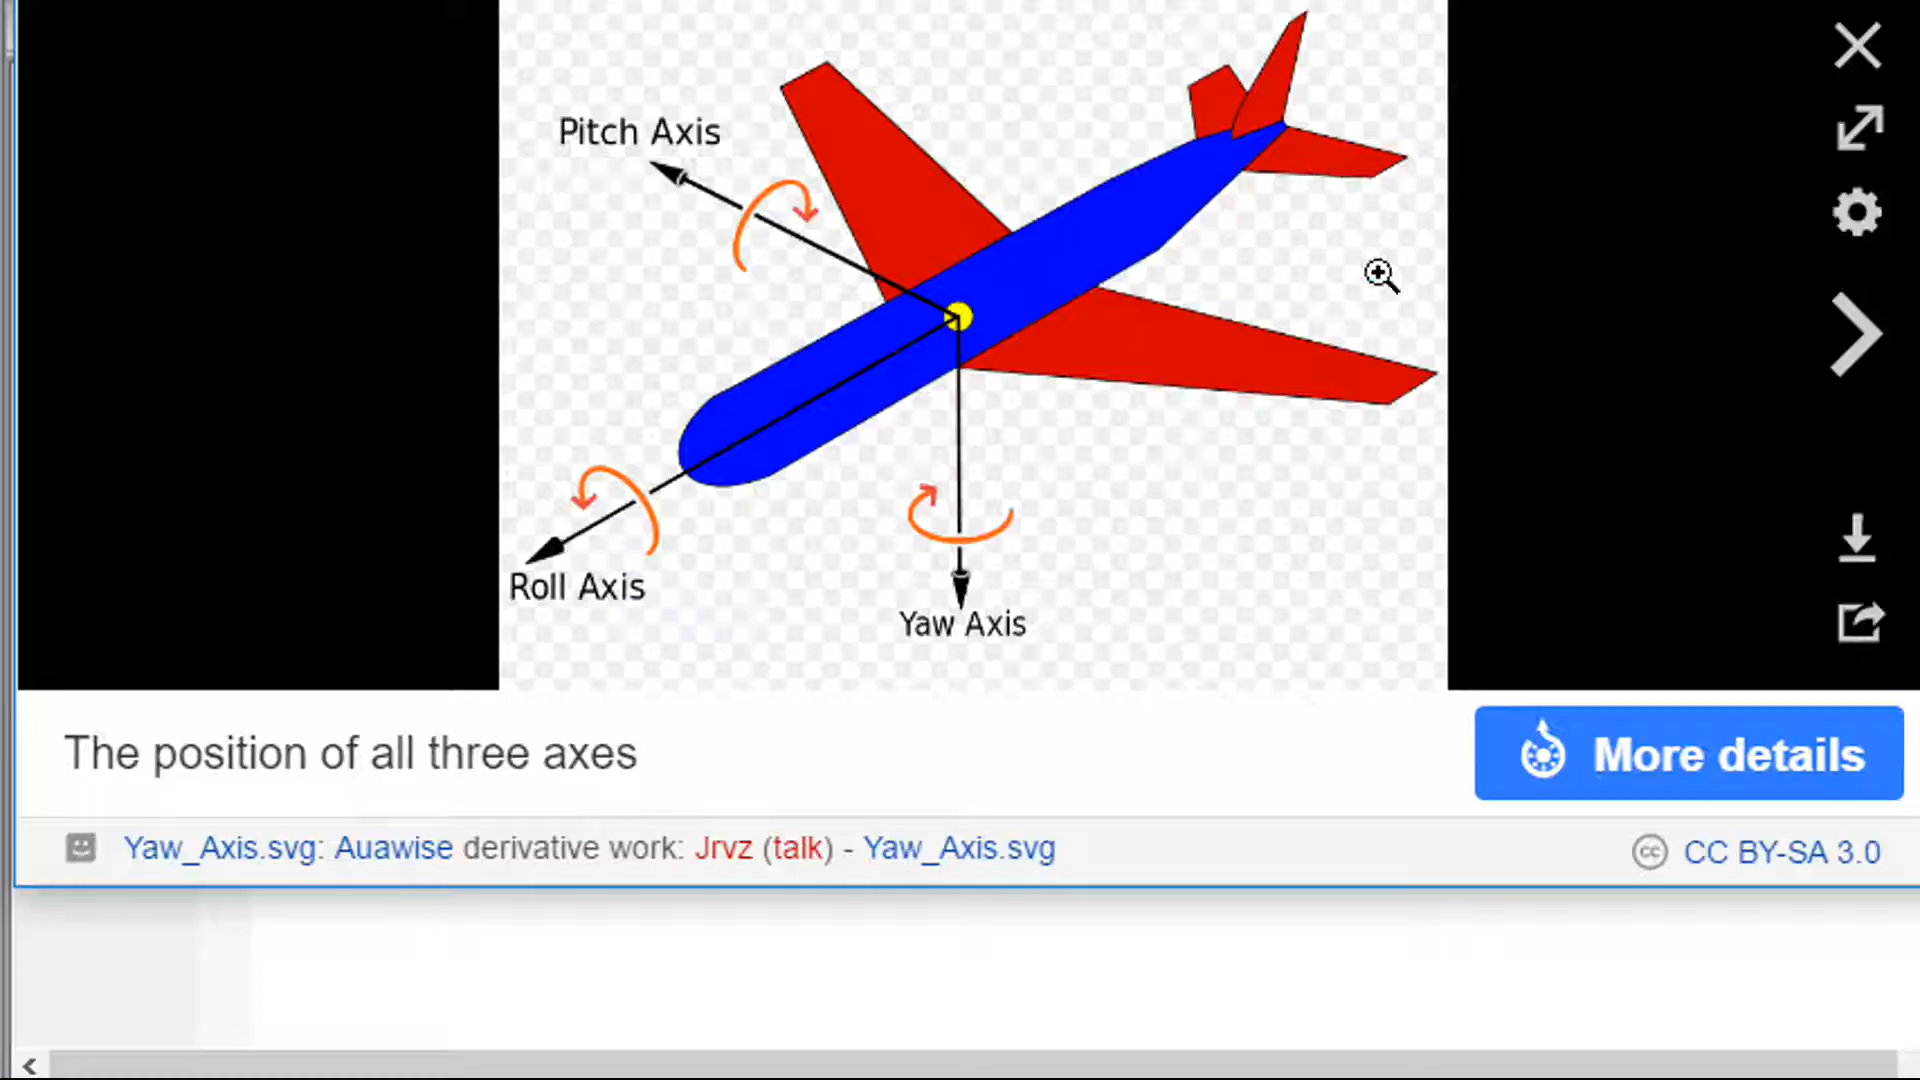 Pitch Axis
Roll Axis
Yaw Axis
The position of all three axes
More details
Yaw_Axis.svg: Auawise derivative work: Jrvz (talk) - Yaw_Axis.svg
cc CC BY-SA 3.0